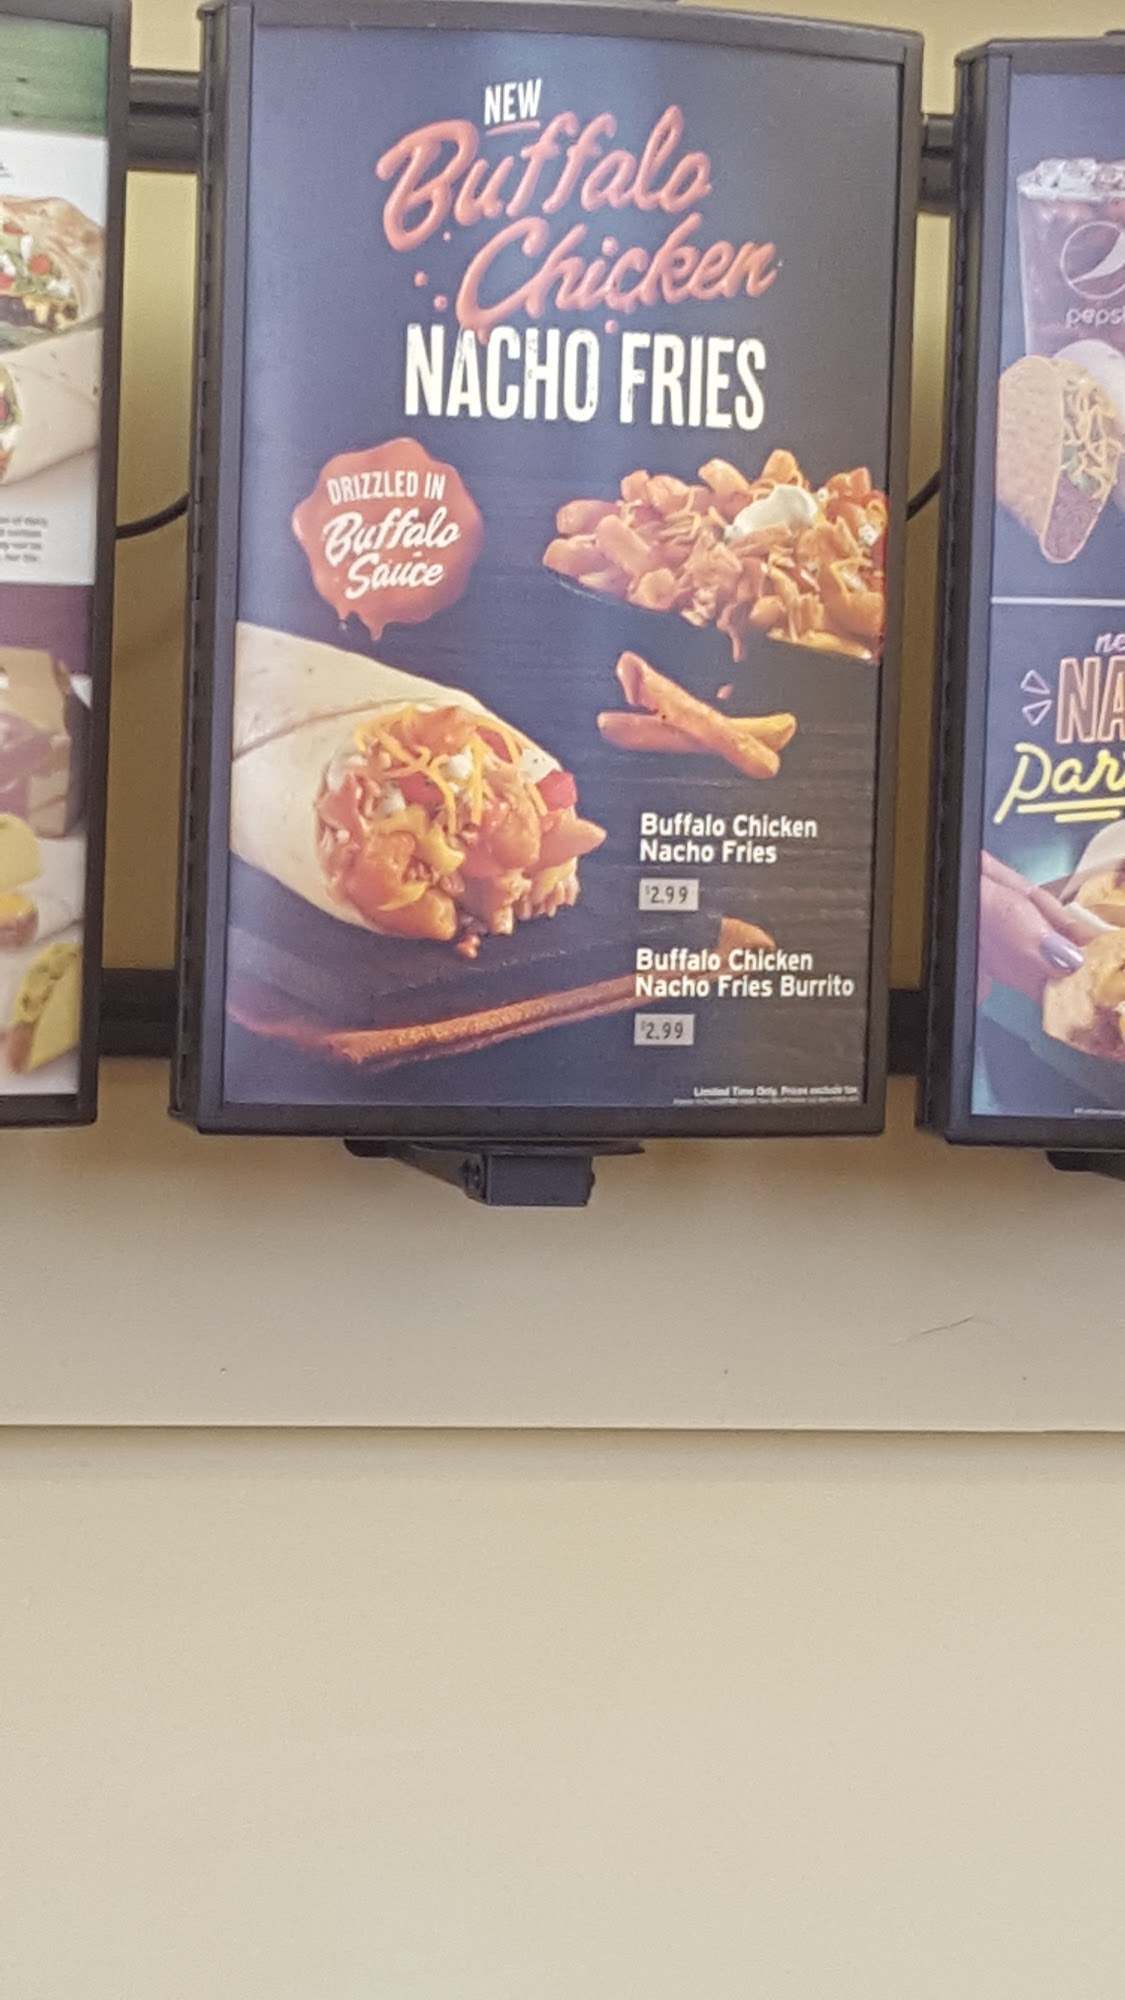 NEW
Buffalo
Chicken
NACHO FRIES
DRIZZLED IN
Buffalo
Sauce
Buffalo Chicken
Nacho Fries
$2.99
Buffalo Chicken
Nacho Fries Burrito
$2.99
Limited Time Only. Prices exclude tax.
pepsi
ne
NA
Par